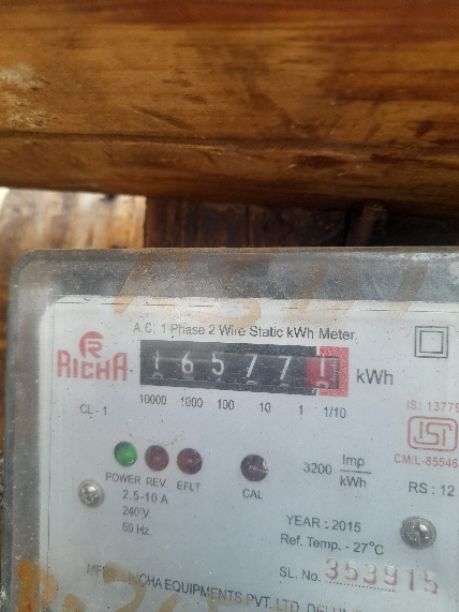 A.C. 1 Phase 2 Wire Static kWh Meter
R
RICHA
165771 kWh
CL - 1
10000 1000 100 10 1 1/10
IS: 13779
ISI
CM/L-85546
POWER REV. EFLT CAL
3200 Imp/kWh
RS : 12
2.5-10 A
240V.
50 Hz.
YEAR : 2015
Ref. Temp. - 27°C
SL. No. 353915
RICHA EQUIPMENTS PVT. LTD.